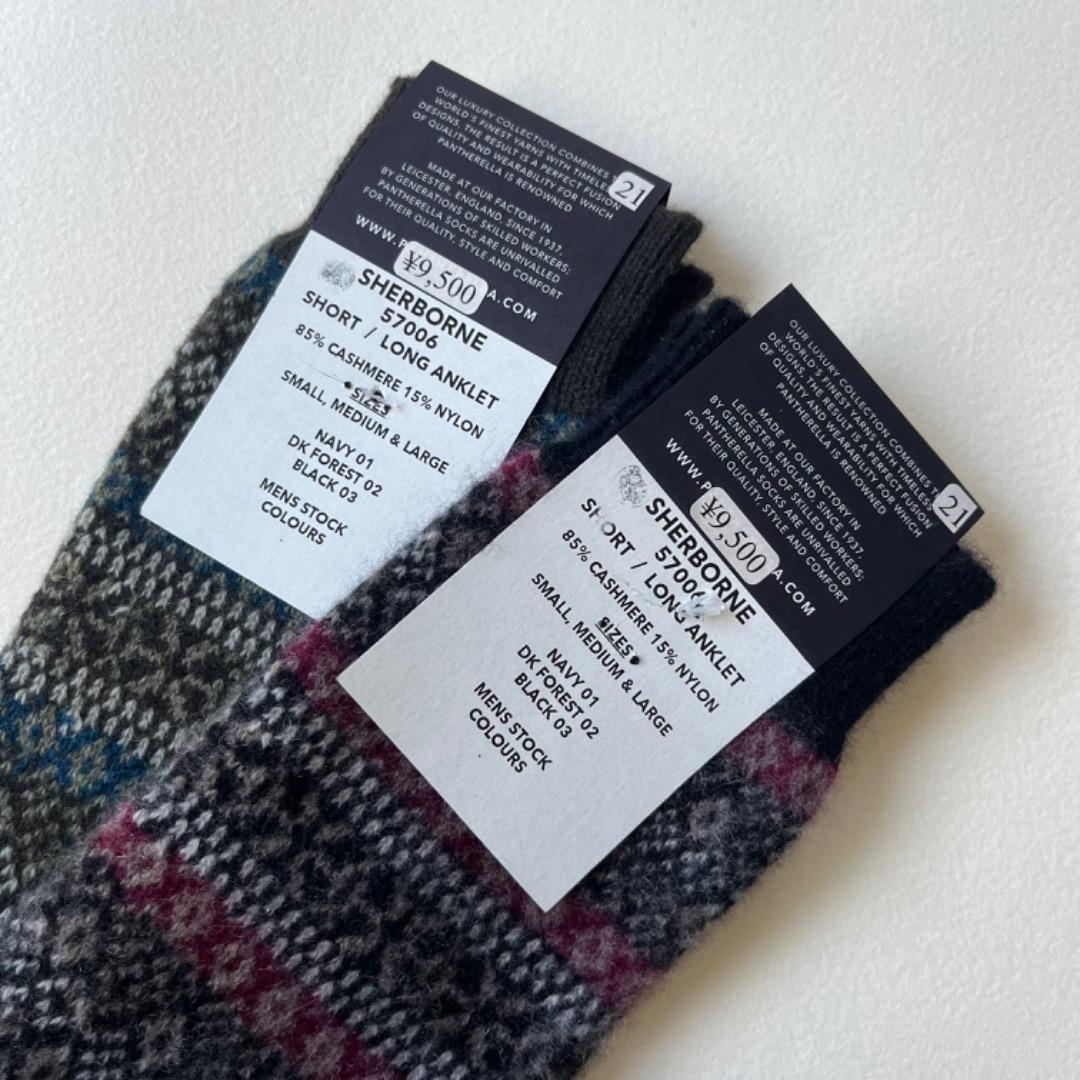 OUR LUXURY COLLECTION COMBINES
WORLD'S FINEST YARNS WITH TIMELESS
DESIGNS, THE RESULT IS A PERFECT FUSION
OF QUALITY AND WEARABILITY FOR WHICH
PANTHERELLA IS RENOWNED
21
MADE AT OUR FACTORY IN
LEICESTER, ENGLAND, SINCE 1937,
BY GENERATIONS OF SKILLED WORKERS;
PANTHERELLA SOCKS ARE UNRIVALLED
FOR THEIR QUALITY, STYLE AND COMFORT
WWW.P A.COM
¥9,500
SHERBORNE
57006
SHORT / LONG ANKLET
85% CASHMERE 15% NYLON
SIZES
SMALL, MEDIUM & LARGE
NAVY 01
DK FOREST 02
BLACK 03
MENS STOCK
COLOURS
OUR LUXURY COLLECTION COMBINES
WORLD'S FINEST YARNS WITH TIMELESS
DESIGNS, THE RESULT IS A PERFECT FUSION
OF QUALITY AND WEARABILITY FOR WHICH
PANTHERELLA IS RENOWNED
21
MADE AT OUR FACTORY IN
LEICESTER, ENGLAND, SINCE 1937,
BY GENERATIONS OF SKILLED WORKERS;
PANTHERELLA SOCKS ARE UNRIVALLED
FOR THEIR QUALITY, STYLE AND COMFORT
WWW.P A.COM
¥9,500
SHERBORNE
57006
SHORT / LONG ANKLET
85% CASHMERE 15% NYLON
SIZES
SMALL, MEDIUM & LARGE
NAVY 01
DK FOREST 02
BLACK 03
MENS STOCK
COLOURS